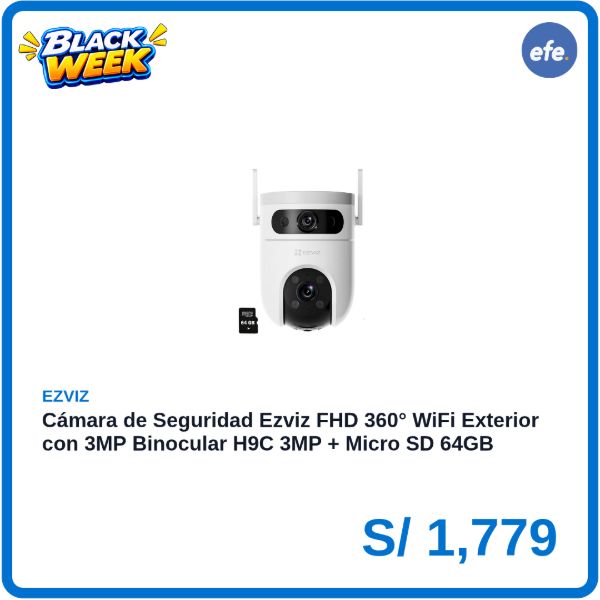 BLACK
WEEK
efe.
EZVIZ
64 GB
EZVIZ
Cámara de Seguridad Ezviz FHD 360° WiFi Exterior
con 3MP Binocular H9C 3MP + Micro SD 64GB
S/ 1,779